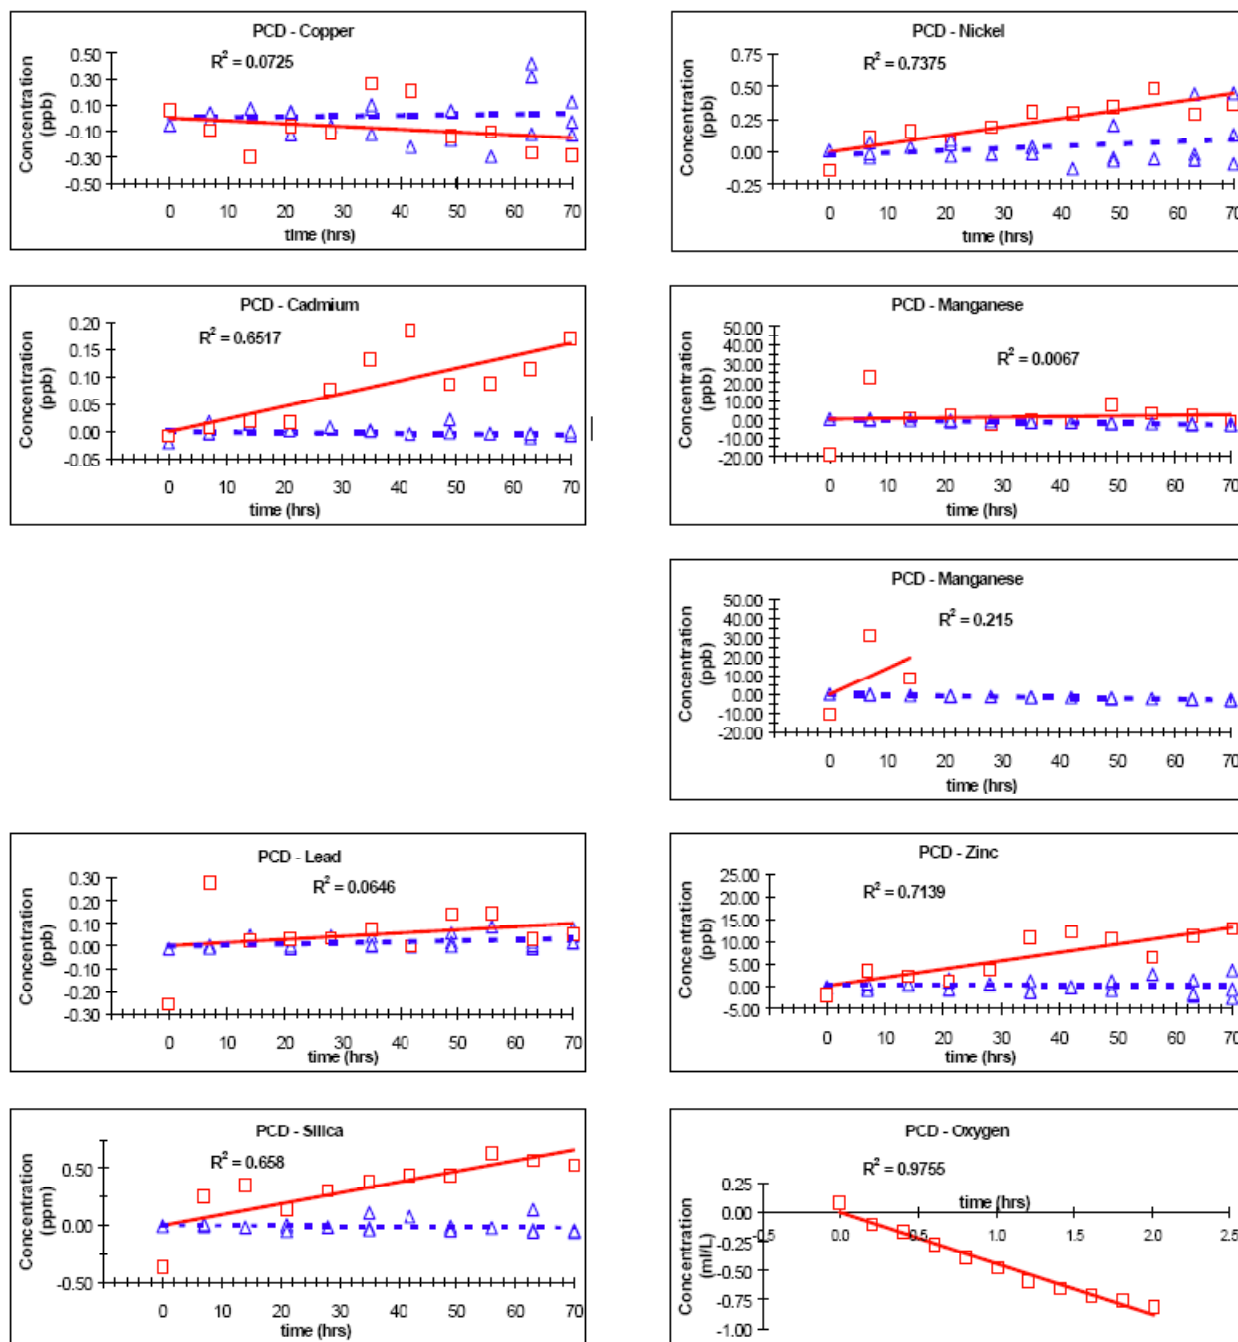 PCD - Copper
R² = 0.0725
Concentration
(ppb)
0.50
0.30
0.10
-0.10
-0.30
-0.50
0 10 20 30 40 50 60 70
time (hrs)
PCD - Nickel
R² = 0.7375
Concentration
(ppb)
0.75
0.50
0.25
0.00
-0.25
0 10 20 30 40 50 60 70
time (hrs)
PCD - Cadmium
R² = 0.6517
Concentration
(ppb)
0.20
0.15
0.10
0.05
0.00
-0.05
0 10 20 30 40 50 60 70
time (hrs)
PCD - Manganese
R² = 0.0067
Concentration
(ppb)
50.00
40.00
30.00
20.00
10.00
0.00
-10.00
-20.00
0 10 20 30 40 50 60 70
time (hrs)
PCD - Manganese
R² = 0.215
Concentration
(ppb)
50.00
40.00
30.00
20.00
10.00
0.00
-10.00
-20.00
0 10 20 30 40 50 60 70
time (hrs)
PCD - Lead
R² = 0.0646
Concentration
(ppb)
0.30
0.20
0.10
0.00
-0.10
-0.20
-0.30
0 10 20 30 40 50 60 70
time (hrs)
PCD - Zinc
R² = 0.7139
Concentration
(ppb)
25.00
20.00
15.00
10.00
5.00
0.00
-5.00
0 10 20 30 40 50 60 70
time (hrs)
PCD - Silica
R² = 0.658
Concentration
(ppm)
0.50
0.00
-0.50
0 10 20 30 40 50 60 70
time (hrs)
PCD - Oxygen
R² = 0.9755
Concentration
(ml/L)
0.25
0.00
-0.25
-0.50
-0.75
-1.00
time (hrs)
-0.5 0.0 0.5 1.0 1.5 2.0 2.5